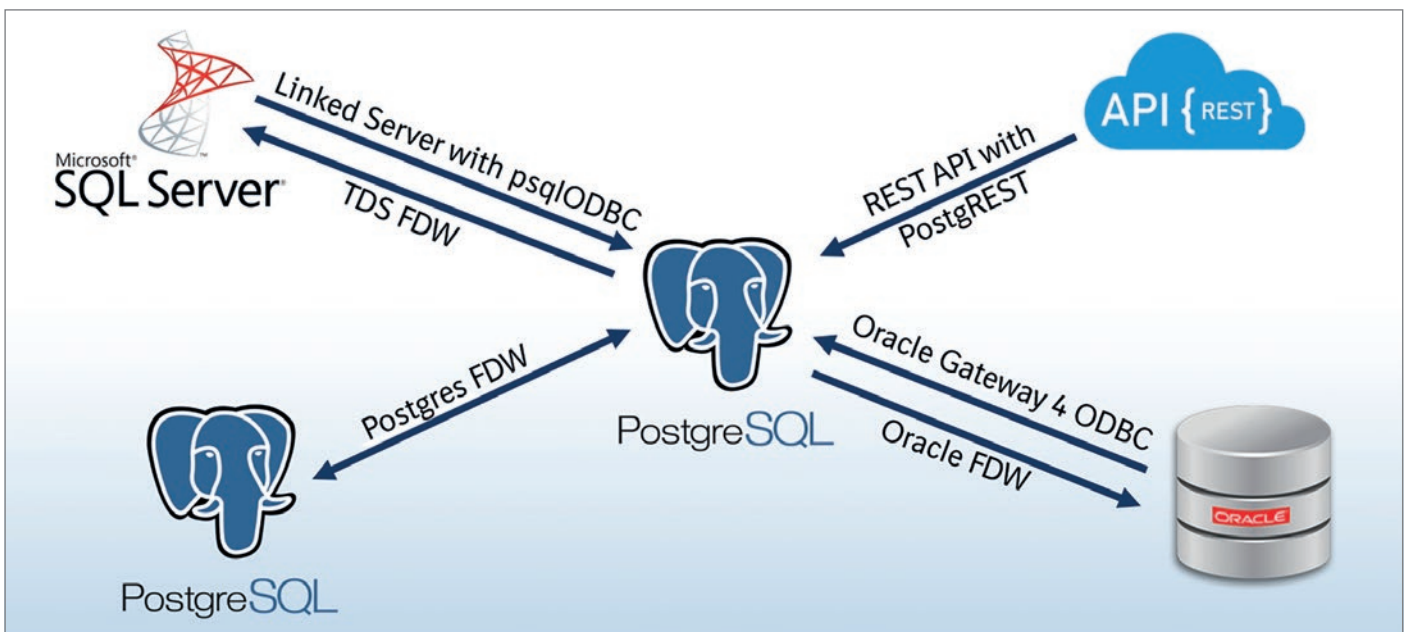 Microsoft®
SQL Server®
™
Linked Server with psqlODBC
TDS FDW
API { REST }
REST API with
PostgREST
PostgreSQL
Postgres FDW
PostgreSQL
Oracle Gateway 4 ODBC
Oracle FDW
ORACLE